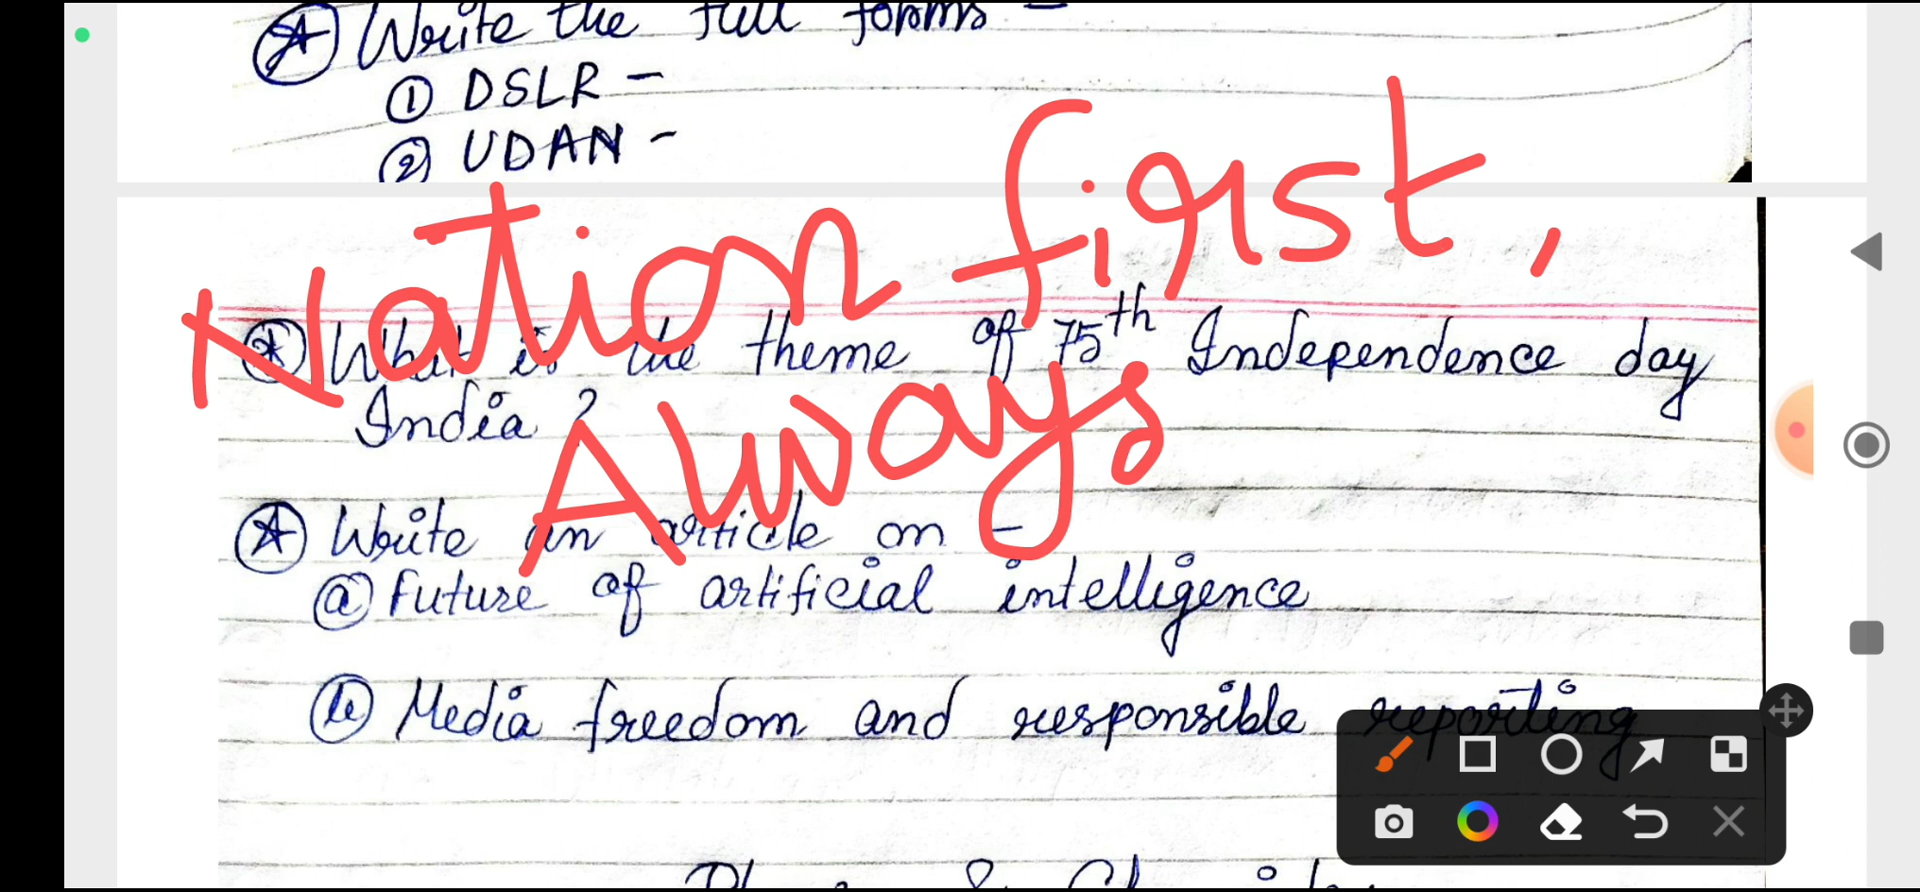 Write the full forms -
① DSLR -
② UDAN -
Nation first,
Always
What is the theme of 75th Independence day
India ?
Write an article on -
ⓐ Future of artificial intelligence
ⓑ Media freedom and responsible reporting